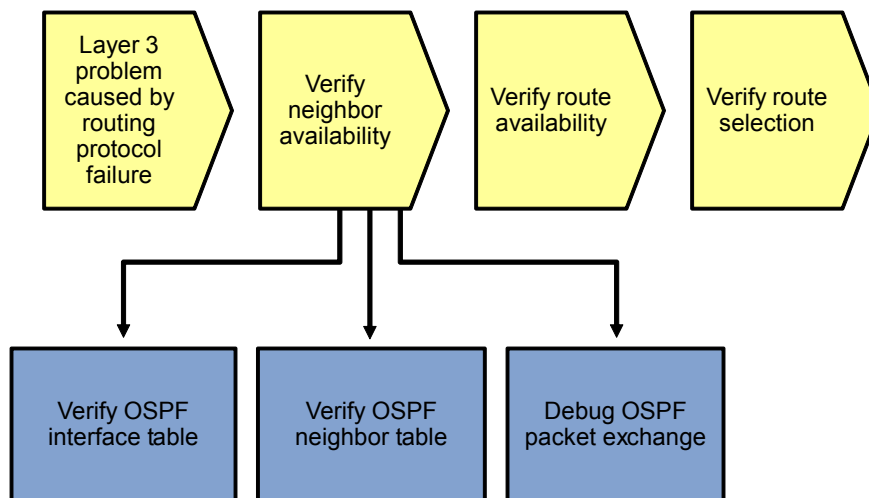 Layer 3
problem
caused by
routing
protocol
failure
Verify
neighbor
availability
Verify route
availability
Verify route
selection
Verify OSPF
interface table
Verify OSPF
neighbor table
Debug OSPF
packet exchange